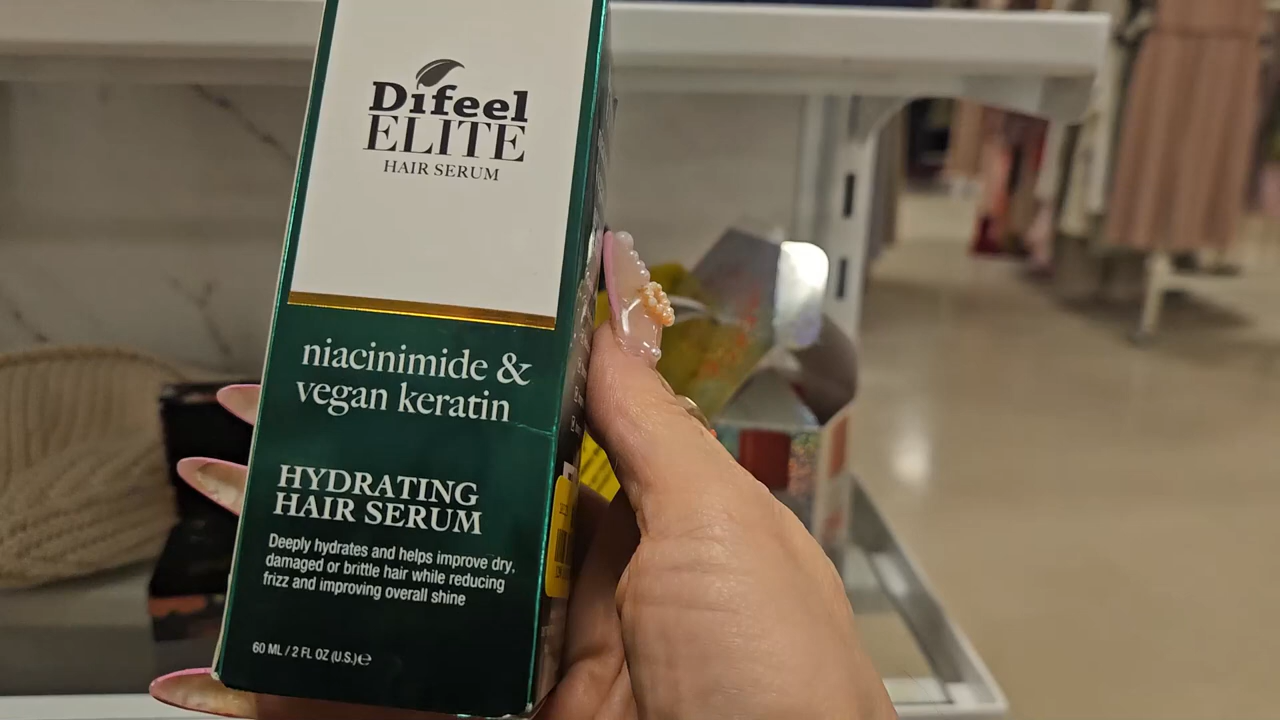 Difeel
ELITE
HAIR SERUM
niacinimide &
vegan keratin
HYDRATING
HAIR SERUM
Deeply hydrates and helps improve dry,
damaged or brittle hair while reducing
frizz and improving overall shine
60 ML / 2 FL OZ (U.S.)℮